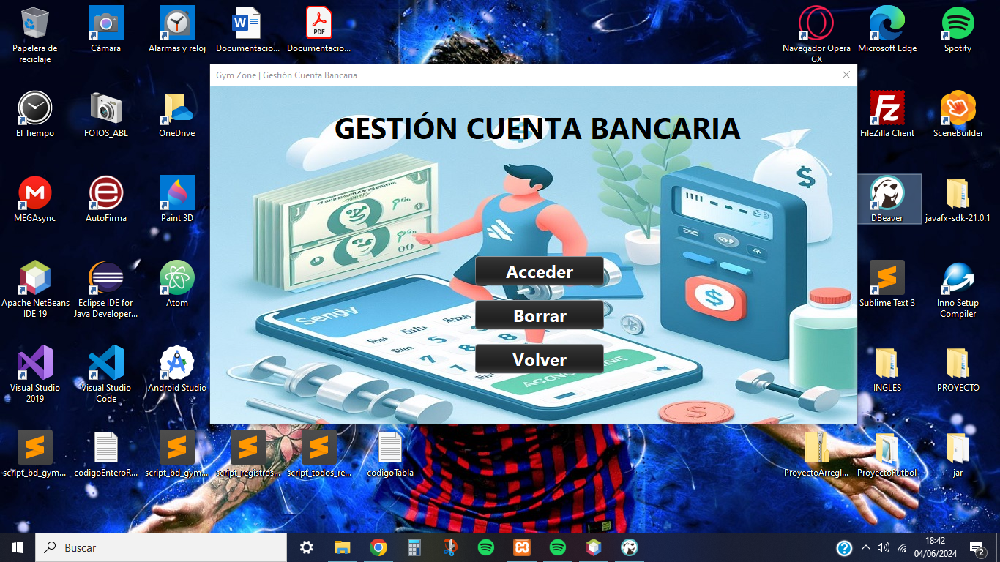 Papelera de
reciclaje
Cámara
Alarmas y reloj
Documentacio...
PDF
Documentacio...
Navegador Opera
GX
Microsoft Edge
Spotify
Gym Zone | Gestión Cuenta Bancaria
GESTIÓN CUENTA BANCARIA
El Tiempo
FOTOS_ABL
OneDrive
FileZilla Client
SceneBuilder
MEGAsync
AutoFirma
Paint 3D
DBeaver
javafx-sdk-21.0.1
Acceder
Borrar
Volver
Apache NetBeans
IDE 19
Eclipse IDE for
Java Developer...
Atom
Sublime Text 3
Inno Setup
Compiler
Visual Studio
2019
Visual Studio
Code
Android Studio
INGLES
PROYECTO
script_bd_gym...
codigoEnteroR...
script_bd_gym...
script_registros...
script_todos_re...
codigoTabla
ProyectoArregl...
ProyectoFutbol
jar
Buscar
18:42
04/06/2024
2